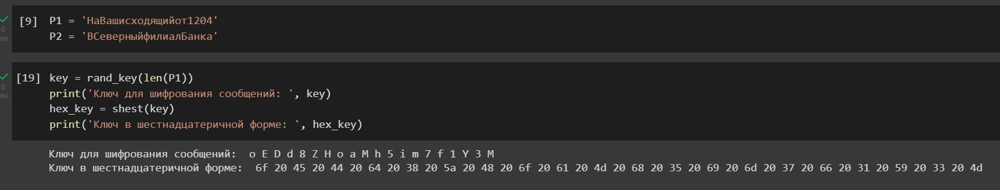 [9] P1 = 'НаВашисходящийот1204'
P2 = 'ВСеверныйфилиалБанка'
0
ек.
[19] key = rand_key(len(P1))
print('Ключ для шифрования сообщений: ', key)
hex_key = shest(key)
print('Ключ в шестнадцатеричной форме: ', hex_key)
0
ек.
Ключ для шифрования сообщений:  o E D d 8 Z H o a M h 5 i m 7 f 1 Y 3 M
Ключ в шестнадцатеричной форме:  6f 20 45 20 44 20 64 20 38 20 5a 20 48 20 6f 20 61 20 4d 20 68 20 35 20 69 20 6d 20 37 20 66 20 31 20 59 20 33 20 4d